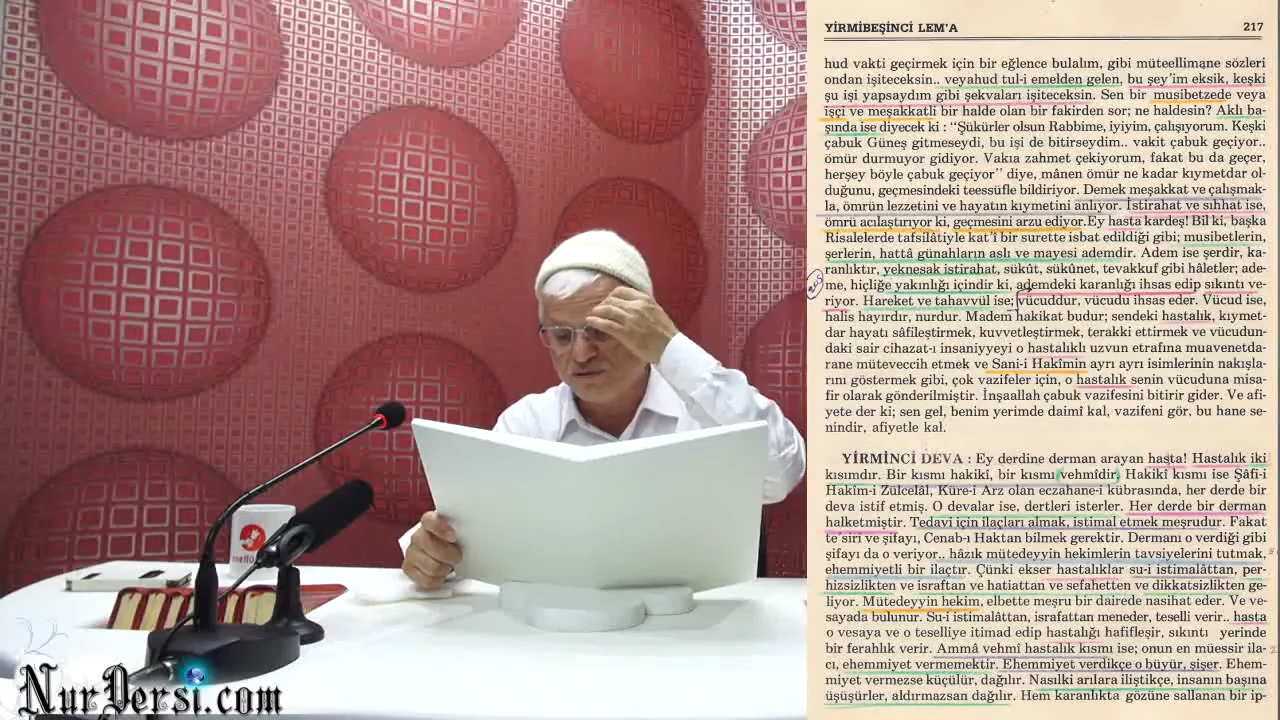 YİRMİBEŞİNCİ LEM'A 217
hud vakti geçirmek için bir eğlence bulalım, gibi müteellimane sözleri
ondan işiteceksin.. veyahud tul-i emelden gelen, bu şey'im eksik, keşki
şu işi yapsaydım gibi şekvaları işiteceksin. Sen bir musibetzede veya
işçi ve meşakkatli bir halde olan bir fakirden sor; ne haldesin? Aklı ba-
şında ise diyecek ki : "Şükürler olsun Rabbime, iyiyim, çalışıyorum. Keşki
çabuk Güneş gitmeseydi, bu işi de bitirseydim.. vakit çabuk geçiyor..
ömür durmuyor gidiyor. Vakıa zahmet çekiyorum, fakat bu da geçer,
herşey böyle çabuk geçiyor" diye, mânen ömür ne kadar kıymetdar ol-
duğunu, geçmesindeki teessüfle bildiriyor. Demek meşakkat ve çalışmak-
la, ömrün lezzetini ve hayatın kıymetini anlıyor. İstirahat ve sıhhat ise,
ömrü acılaştırıyor ki, geçmesini arzu ediyor.Ey hasta kardeş! Bil ki, başka
Risalelerde tafsilâtiyle kat'î bir surette isbat edildiği gibi; musibetlerin,
şerlerin, hattâ günahların aslı ve mayesi ademdir. Adem ise şerdir, ka-
ranlıktır, yeknesak istirahat, sükût, sükûnet, tevakkuf gibi hâletler; ade-
me, hiçliğe yakınlığı içindir ki, ademdeki karanlığı ihsas edip sıkıntı ve-
riyor. Hareket ve tahavvül ise; vücuddur, vücudu ihsas eder. Vücud ise,
halis hayırdır, nurdur. Madem hakikat budur; sendeki hastalık, kıymet-
dar hayatı sâfileştirmek, kuvvetleştirmek, terakki ettirmek ve vücudun-
daki sair cihazat-ı insaniyyeyi o hastalıklı uzvun etrafına muavenetda-
rane müteveccih etmek ve Sani-i Hakîmin ayrı ayrı isimlerinin nakışla-
rını göstermek gibi, çok vazifeler için, o hastalık senin vücuduna misa-
fir olarak gönderilmiştir. İnşaallah çabuk vazifesini bitirir gider. Ve afi-
yete der ki; sen gel, benim yerimde daimî kal, vazifeni gör, bu hane se-
nindir, afiyetle kal.
YİRMİNCİ DEVA : Ey derdine derman arayan hasta! Hastalık iki
kısımdır. Bir kısmı hakikî, bir kısmı vehmîdir. Hakikî kısmı ise Şâfi-i
Hakîm-i Zülcelâl, Küre-i Arz olan eczahane-i kübrasında, her derde bir
deva istif etmiş. O devalar ise, dertleri isterler. Her derde bir derman
halketmiştir. Tedavi için ilaçları almak, istimal etmek meşrudur. Fakat
te'siri ve şifayı, Cenab-ı Haktan bilmek gerektir. Dermanı o verdiği gibi
şifayı da o veriyor.. hâzık mütedeyyin hekimlerin tavsiyelerini tutmak,
ehemmiyetli bir ilaçtır. Çünki ekser hastalıklar su-i istimalâttan, per-
hizsizlikten ve israftan ve hatiattan ve sefahetten ve dikkatsizlikten ge-
liyor. Mütedeyyin hekim, elbette meşru bir dairede nasihat eder. Ve ve-
sayada bulunur. Su-i istimalâttan, israfattan meneder, teselli verir.. hasta
o vesaya ve o teselliye itimad edip hastalığı hafifleşir, sıkıntı yerinde
bir ferahlık verir. Ammâ vehmî hastalık kısmı ise; onun en müessir ila-
cı, ehemmiyet vermemektir. Ehemmiyet verdikçe o büyür, şişer. Ehem-
miyet vermezse küçülür, dağılır. Nasılki arılara iliştikçe, insanın başına
üşüşürler, aldırmazsan dağılır. Hem karanlıkta gözüne sallanan bir ip-
NurDersi.com